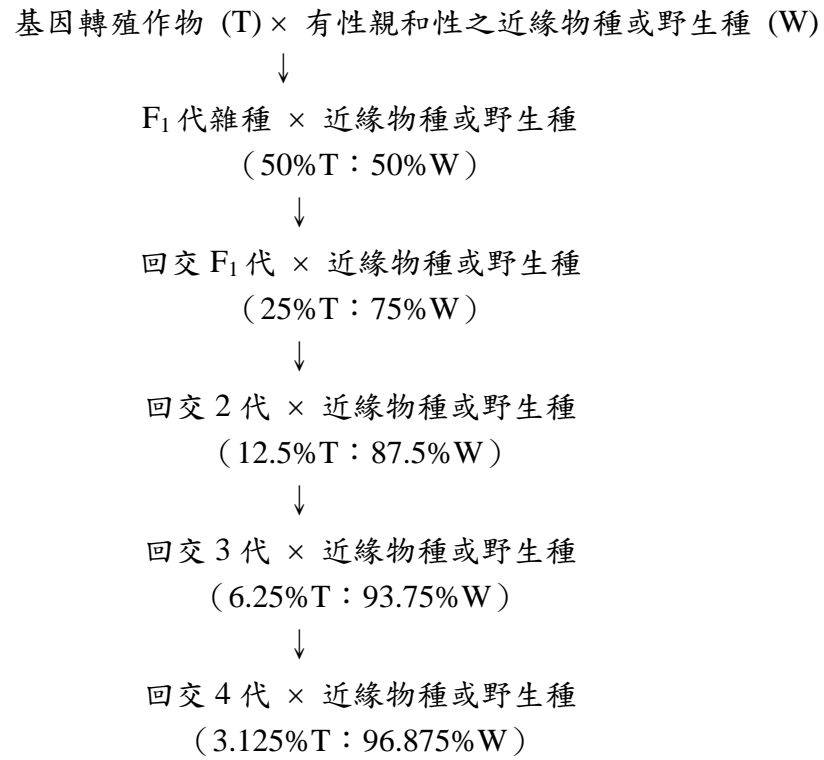 基因轉殖作物 (T) × 有性親和性之近緣物種或野生種 (W)
↓
F₁ 代雜種 × 近緣物種或野生種
（50%T：50%W）
↓
回交 F₁ 代 × 近緣物種或野生種
（25%T：75%W）
↓
回交 2 代 × 近緣物種或野生種
（12.5%T：87.5%W）
↓
回交 3 代 × 近緣物種或野生種
（6.25%T：93.75%W）
↓
回交 4 代 × 近緣物種或野生種
（3.125%T：96.875%W）